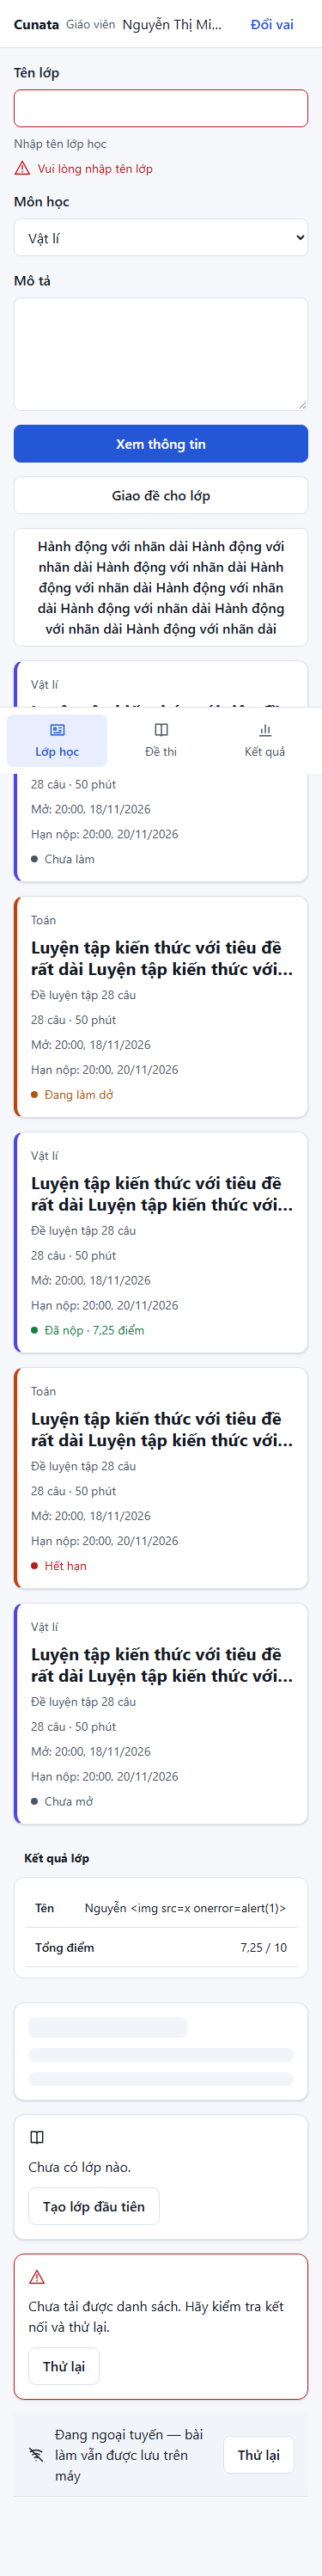 Cunata Giáo viên Nguyễn Thị Mi... Đổi vai
Tên lớp
Nhập tên lớp học
Vui lòng nhập tên lớp
Môn học
Vật lí
Mô tả
Xem thông tin
Giao đề cho lớp
Hành động với nhãn dài Hành động với
nhãn dài Hành động với nhãn dài Hành
động với nhãn dài Hành động với nhãn
dài Hành động với nhãn dài Hành động
với nhãn dài Hành động với nhãn dài
Vật lí
Lớp học Đề thi Kết quả
28 câu · 50 phút
Mở: 20:00, 18/11/2026
Hạn nộp: 20:00, 20/11/2026
Chưa làm
Toán
Luyện tập kiến thức với tiêu đề
rất dài Luyện tập kiến thức với...
Đề luyện tập 28 câu
28 câu · 50 phút
Mở: 20:00, 18/11/2026
Hạn nộp: 20:00, 20/11/2026
Đang làm dở
Vật lí
Luyện tập kiến thức với tiêu đề
rất dài Luyện tập kiến thức với...
Đề luyện tập 28 câu
28 câu · 50 phút
Mở: 20:00, 18/11/2026
Hạn nộp: 20:00, 20/11/2026
Đã nộp · 7,25 điểm
Toán
Luyện tập kiến thức với tiêu đề
rất dài Luyện tập kiến thức với...
Đề luyện tập 28 câu
28 câu · 50 phút
Mở: 20:00, 18/11/2026
Hạn nộp: 20:00, 20/11/2026
Hết hạn
Vật lí
Luyện tập kiến thức với tiêu đề
rất dài Luyện tập kiến thức với...
Đề luyện tập 28 câu
28 câu · 50 phút
Mở: 20:00, 18/11/2026
Hạn nộp: 20:00, 20/11/2026
Chưa mở
Kết quả lớp
Tên Nguyễn <img src=x onerror=alert(1)>
Tổng điểm 7,25 / 10
Chưa có lớp nào.
Tạo lớp đầu tiên
Chưa tải được danh sách. Hãy kiểm tra kết
nối và thử lại.
Thử lại
Đang ngoại tuyến — bài
làm vẫn được lưu trên
máy
Thử lại